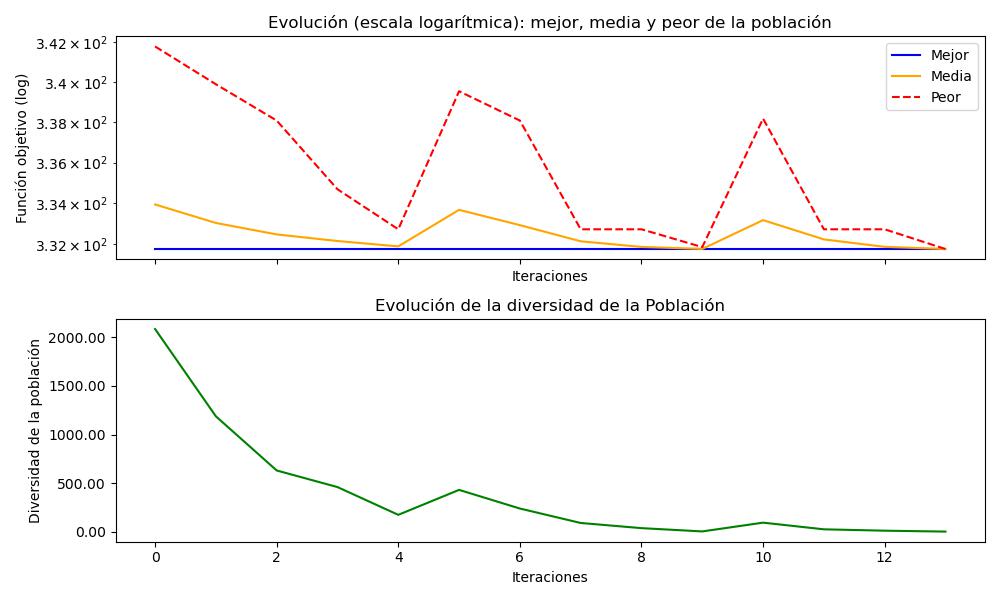 Evolución (escala logarítmica): mejor, media y peor de la población
Función objetivo (log)
3.42 × 10²
3.4 × 10²
3.38 × 10²
3.36 × 10²
3.34 × 10²
3.32 × 10²
Mejor
Media
Peor
Iteraciones
Evolución de la diversidad de la Población
Diversidad de la población
2000.00
1500.00
1000.00
500.00
0.00
0 2 4 6 8 10 12
Iteraciones